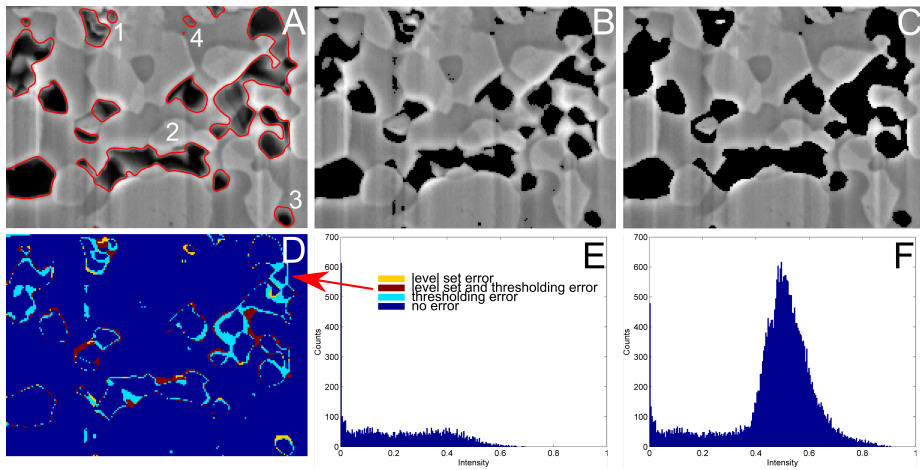 A
1
4
2
3
B
C
D
E
level set error
level set and thresholding error
thresholding error
no error
700
600
500
400
300
200
100
0
Counts
0 0.2 0.4 0.6 0.8 1
Intensity
F
700
600
500
400
300
200
100
0
Counts
0 0.2 0.4 0.6 0.8 1
Intensity